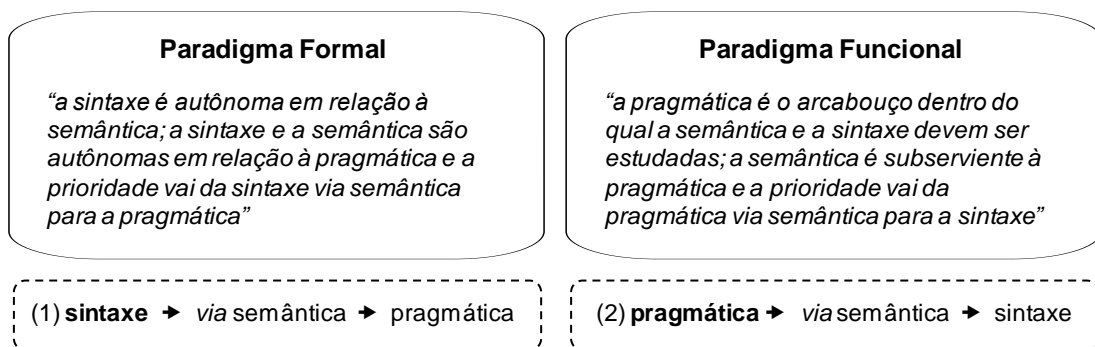 Paradigma Formal
“a sintaxe é autônoma em relação à
semântica; a sintaxe e a semântica são
autônomas em relação à pragmática e a
prioridade vai da sintaxe via semântica
para a pragmática”
(1) sintaxe → via semântica → pragmática
Paradigma Funcional
“a pragmática é o arcabouço dentro do
qual a semântica e a sintaxe devem ser
estudadas; a semântica é subserviente à
pragmática e a prioridade vai da
pragmática via semântica para a sintaxe”
(2) pragmática → via semântica → sintaxe